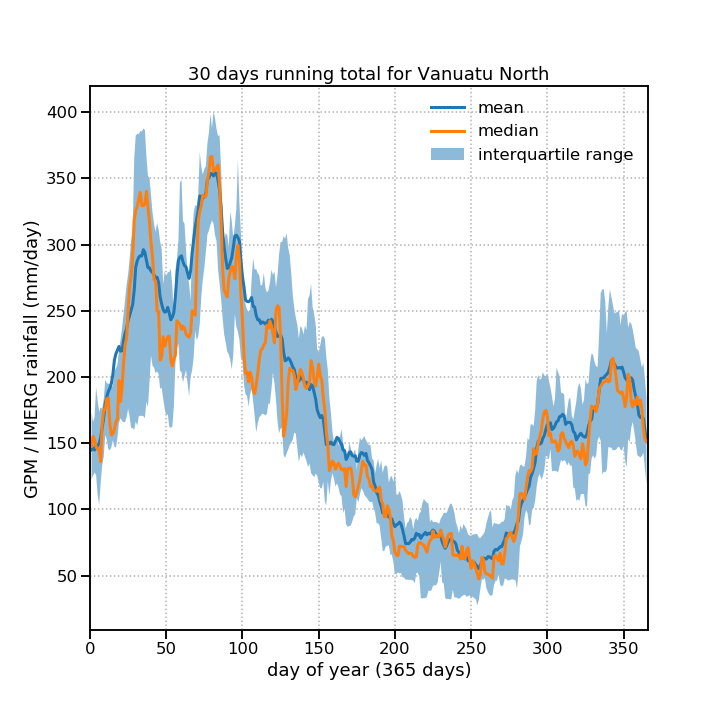 30 days running total for Vanuatu North
mean
median
interquartile range
GPM / IMERG rainfall (mm/day)
400
350
300
250
200
150
100
50
0 50 100 150 200 250 300 350
day of year (365 days)